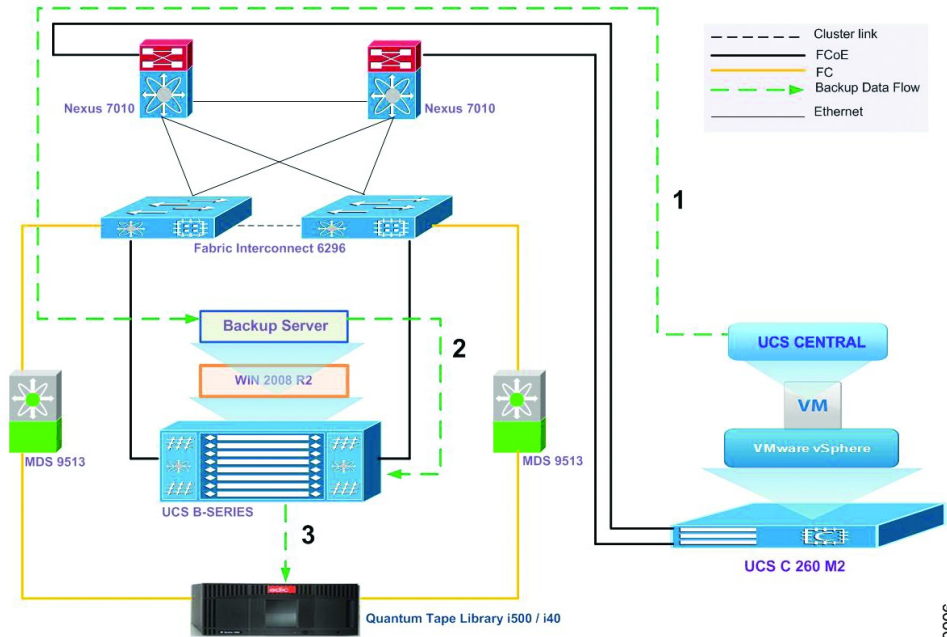 Cluster link
FCoE
FC
Backup Data Flow
Ethernet
Nexus 7010
Nexus 7010
1
Fabric Interconnect 6296
Backup Server
2
WIN 2008 R2
UCS CENTRAL
VM
VMware vSphere
MDS 9513
MDS 9513
UCS B-SERIES
3
UCS C 260 M2
Quantum Tape Library i500 / i40